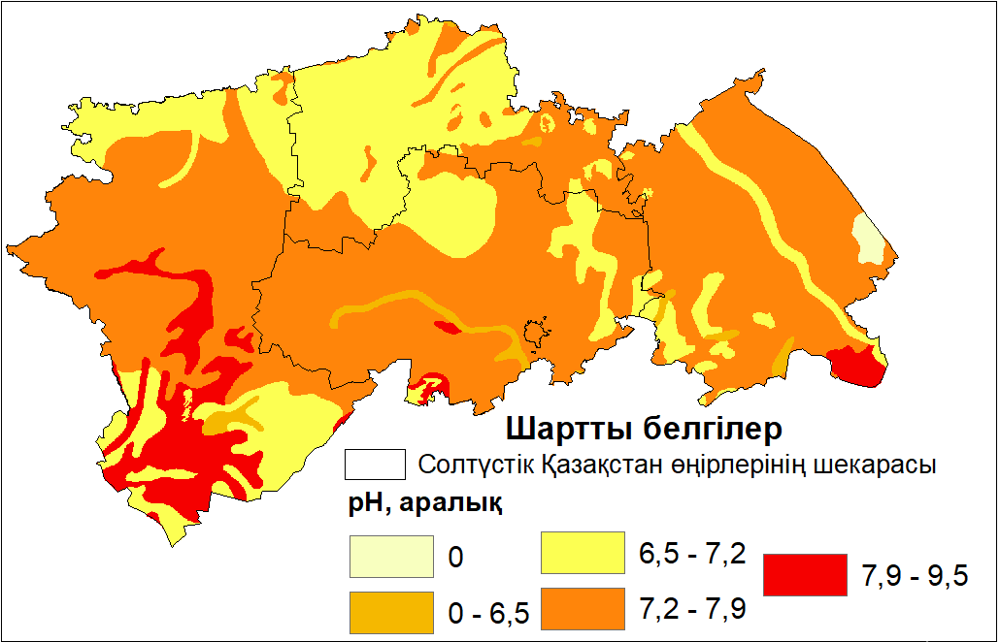 Шартты белгілер
Солтүстік Қазақстан өңірлерінің шекарасы
рН, аралық
0
0 - 6,5
6,5 - 7,2
7,2 - 7,9
7,9 - 9,5